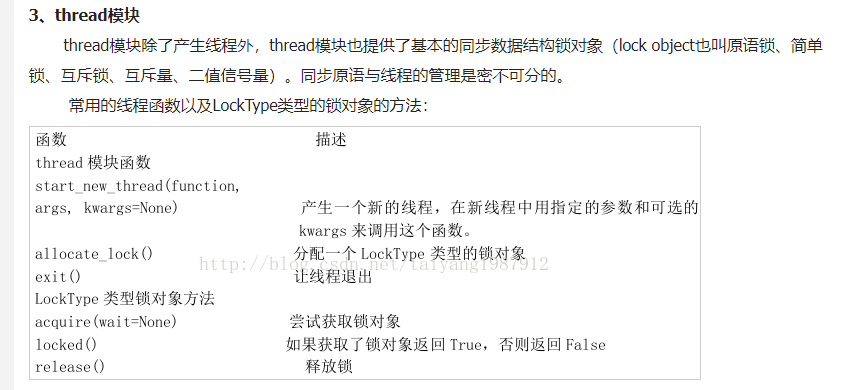 3、thread模块
thread模块除了产生线程外，thread模块也提供了基本的同步数据结构锁对象（lock object也叫原语锁、简单
锁、互斥锁、互斥量、二值信号量）。同步原语与线程的管理是密不可分的。
常用的线程函数以及LockType类型的锁对象的方法：
函数 描述
thread 模块函数
start_new_thread(function,
args, kwargs=None) 产生一个新的线程，在新线程中用指定的参数和可选的
kwargs 来调用这个函数。
allocate_lock() 分配一个 LockType 类型的锁对象
http://blog.csdn.net/taiyang1987912
exit() 让线程退出
LockType 类型锁对象方法
acquire(wait=None) 尝试获取锁对象
locked() 如果获取了锁对象返回 True，否则返回 False
release() 释放锁